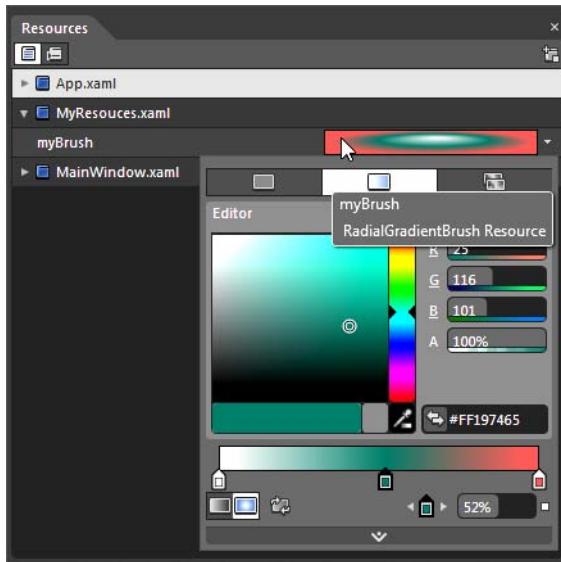 Resources
App.xaml
MyResouces.xaml
myBrush
MainWindow.xaml
myBrush
RadialGradientBrush Resource
Editor
R 25
G 116
B 101
A 100%
#FF197465
52%